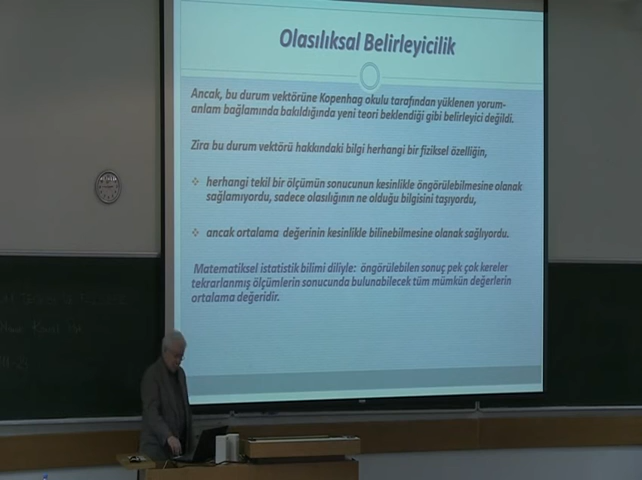 Olasılıksal Belirleyicilik
Ancak, bu durum vektörüne Kopenhag okulu tarafından yüklenen yorum-
anlam bağlamında bakıldığında yeni teori beklendiği gibi belirleyici değildi.
Zira bu durum vektörü hakkındaki bilgi herhangi bir fiziksel özelliğin,
herhangi tekil bir ölçümün sonucunun kesinlikle öngörülebilmesine olanak
sağlamıyordu, sadece olasılığının ne olduğu bilgisini taşıyordu,
ancak ortalama değerinin kesinlikle bilinebilmesine olanak sağlıyordu.
Matematiksel istatistik bilimi diliyle: öngörülebilen sonuç pek çok kereler
tekrarlanmış ölçümlerin sonucunda bulunabilecek tüm mümkün değerlerin
ortalama değeridir.